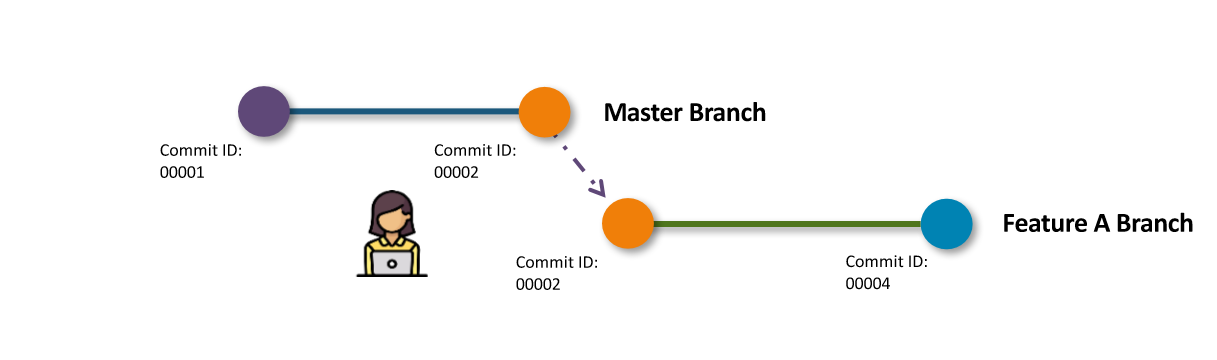 Master Branch
Commit ID:
00001
Commit ID:
00002
Feature A Branch
Commit ID:
00002
Commit ID:
00004